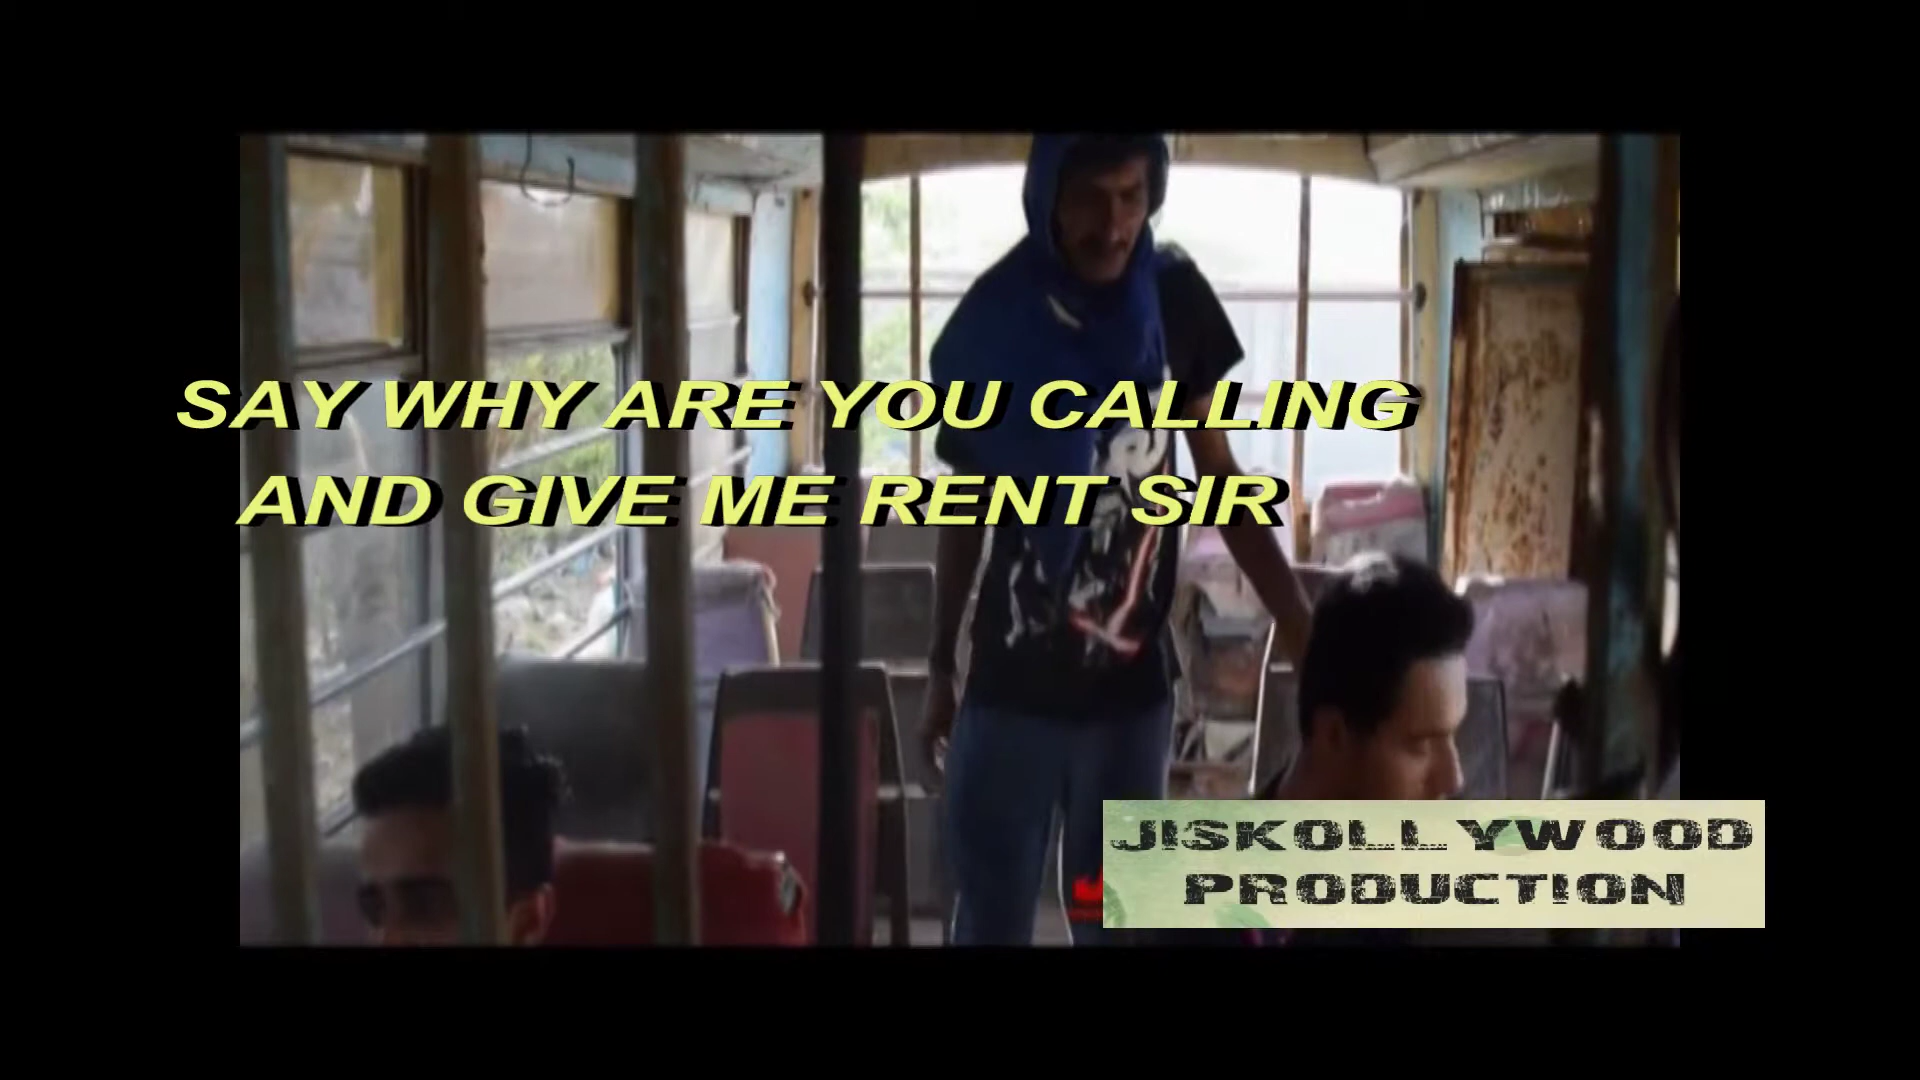 SAY WHY ARE YOU CALLING
AND GIVE ME RENT SIR
JISKOLLYWOOD
PRODUCTION